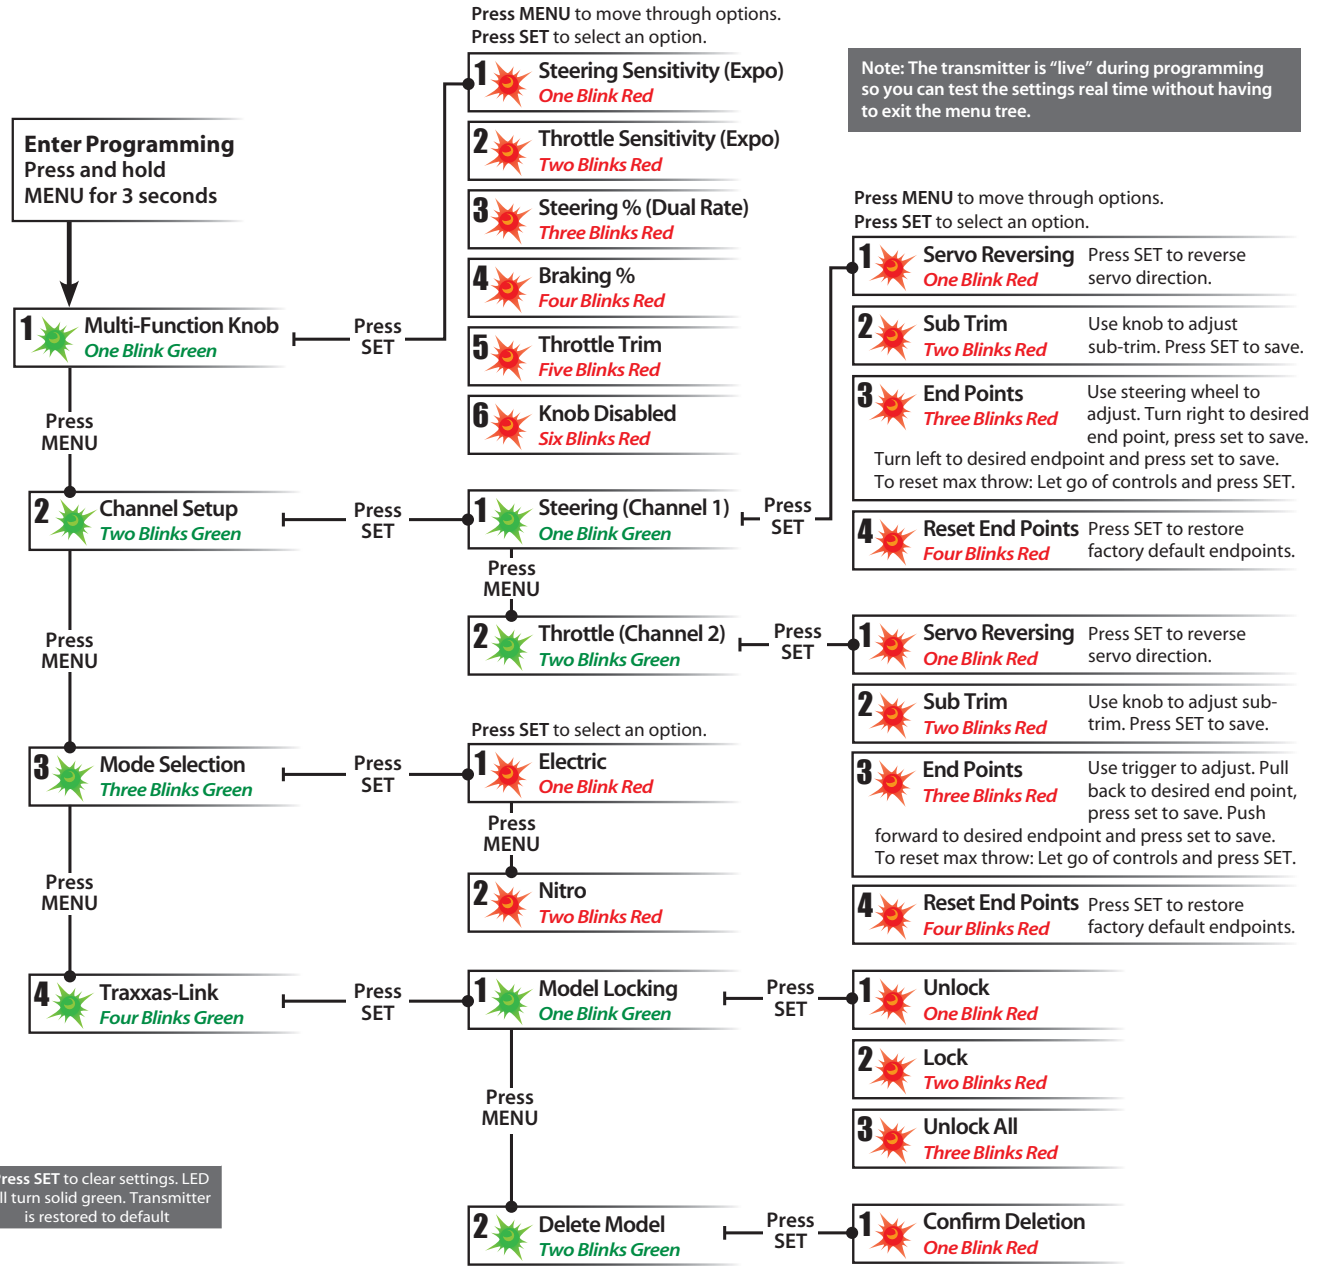 Press MENU to move through options.
Press SET to select an option.
1 Steering Sensitivity (Expo)
One Blink Red
2 Throttle Sensitivity (Expo)
Two Blinks Red
3 Steering % (Dual Rate)
Three Blinks Red
4 Braking %
Four Blinks Red
5 Throttle Trim
Five Blinks Red
6 Knob Disabled
Six Blinks Red
Note: The transmitter is “live” during programming
so you can test the settings real time without having
to exit the menu tree.
Enter Programming
Press and hold
MENU for 3 seconds
1 Multi-Function Knob
One Blink Green
Press
SET
Press
MENU
2 Channel Setup
Two Blinks Green
Press
SET
1 Steering (Channel 1)
One Blink Green
Press
SET
Press
MENU
2 Throttle (Channel 2)
Two Blinks Green
Press
SET
Press MENU to move through options.
Press SET to select an option.
1 Servo Reversing
One Blink Red
Press SET to reverse
servo direction.
2 Sub Trim
Two Blinks Red
Use knob to adjust
sub-trim. Press SET to save.
3 End Points
Three Blinks Red
Use steering wheel to
adjust. Turn right to desired
end point, press set to save.
Turn left to desired endpoint and press set to save.
To reset max throw: Let go of controls and press SET.
4 Reset End Points
Four Blinks Red
Press SET to restore
factory default endpoints.
1 Servo Reversing
One Blink Red
Press SET to reverse
servo direction.
2 Sub Trim
Two Blinks Red
Use knob to adjust sub-
trim. Press SET to save.
3 End Points
Three Blinks Red
Use trigger to adjust. Pull
back to desired end point,
press set to save. Push
forward to desired endpoint and press set to save.
To reset max throw: Let go of controls and press SET.
4 Reset End Points
Four Blinks Red
Press SET to restore
factory default endpoints.
Press
MENU
3 Mode Selection
Three Blinks Green
Press
SET
Press SET to select an option.
1 Electric
One Blink Red
Press
MENU
2 Nitro
Two Blinks Red
Press
MENU
4 Traxxas-Link
Four Blinks Green
Press
SET
1 Model Locking
One Blink Green
Press
SET
1 Unlock
One Blink Red
2 Lock
Two Blinks Red
3 Unlock All
Three Blinks Red
Press
MENU
2 Delete Model
Two Blinks Green
Press
SET
1 Confirm Deletion
One Blink Red
ress SET to clear settings. LED
ll turn solid green. Transmitter
is restored to default